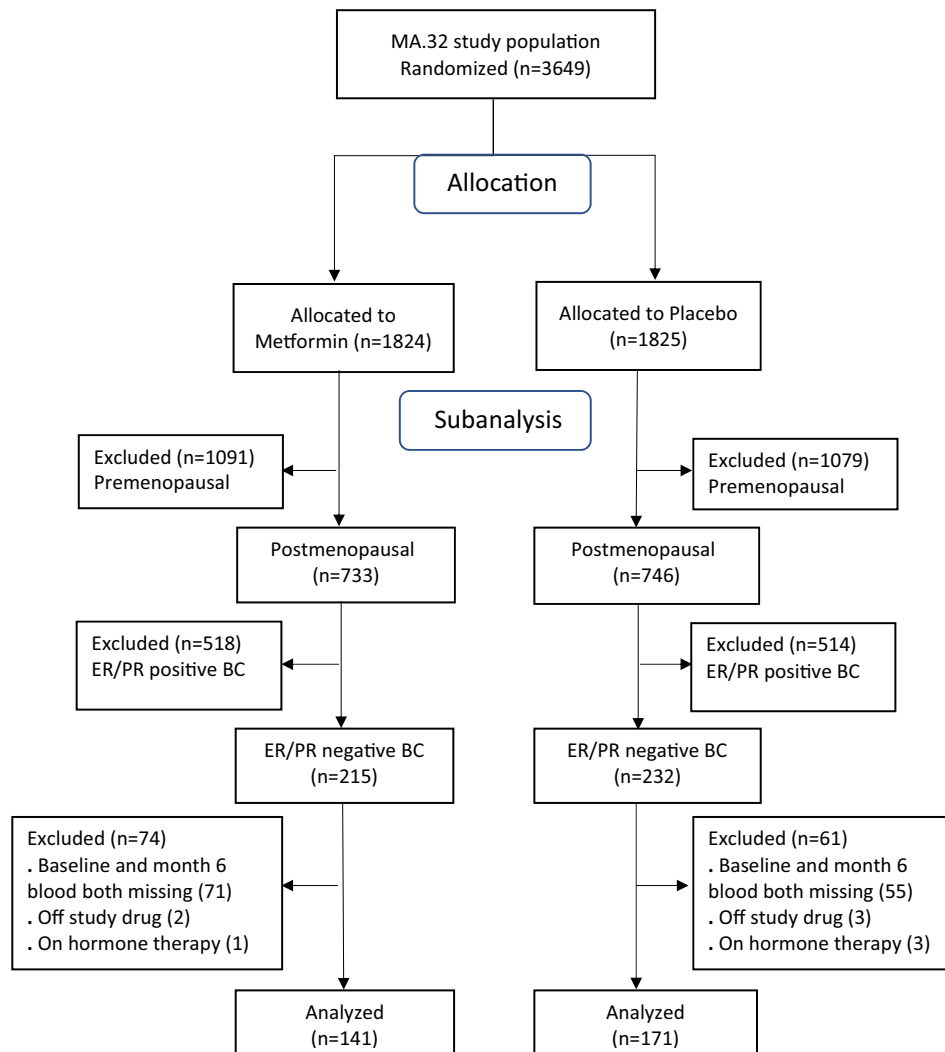 MA.32 study population
Randomized (n=3649)
Allocation
Allocated to
Metformin (n=1824)
Allocated to Placebo
(n=1825)
Subanalysis
Excluded (n=1091)
Premenopausal
Excluded (n=1079)
Premenopausal
Postmenopausal
(n=733)
Postmenopausal
(n=746)
Excluded (n=518)
ER/PR positive BC
Excluded (n=514)
ER/PR positive BC
ER/PR negative BC
(n=215)
ER/PR negative BC
(n=232)
Excluded (n=74)
. Baseline and month 6
blood both missing (71)
. Off study drug (2)
. On hormone therapy (1)
Excluded (n=61)
. Baseline and month 6
blood both missing (55)
. Off study drug (3)
. On hormone therapy (3)
Analyzed
(n=141)
Analyzed
(n=171)